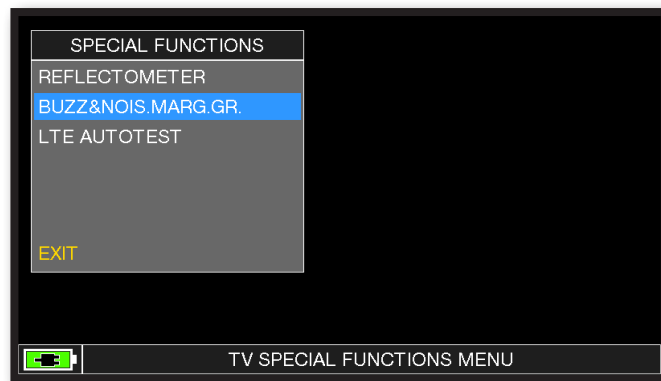 SPECIAL FUNCTIONS
REFLECTOMETER
BUZZ&NOIS.MARG.GR.
LTE AUTOTEST
EXIT
TV SPECIAL FUNCTIONS MENU